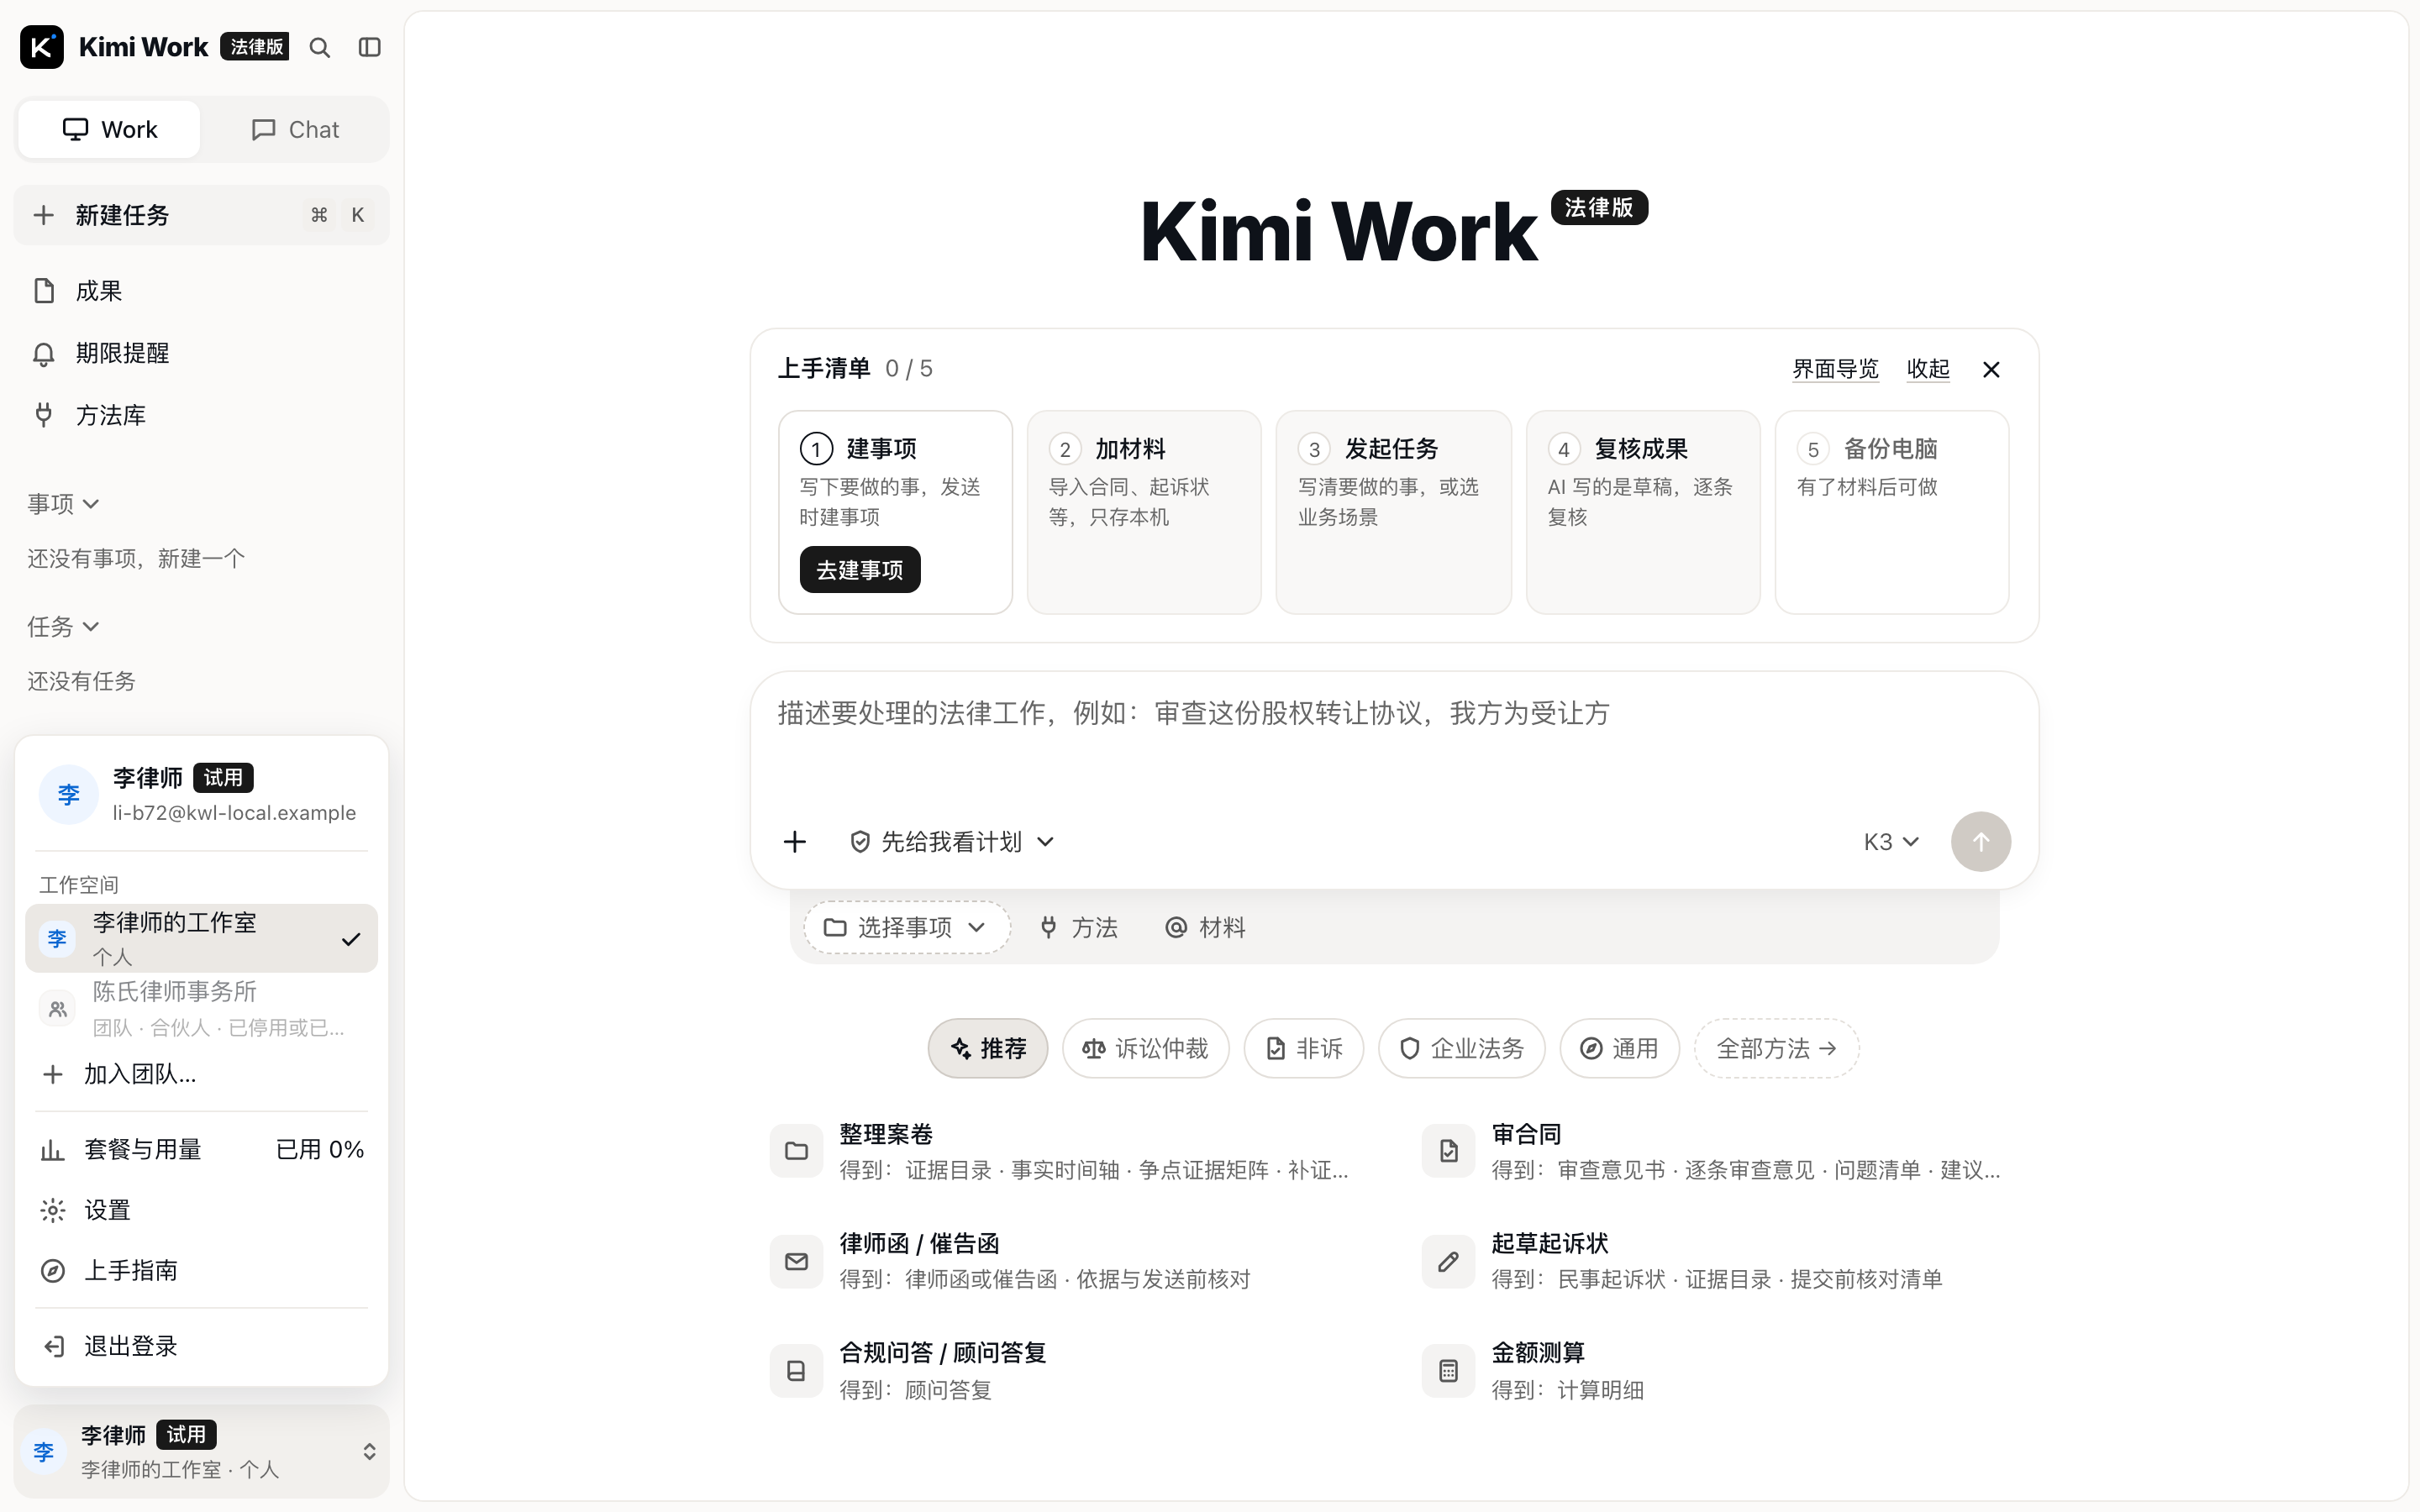 Kimi Work 法律版
Work
Chat
新建任务 ⌘ K
成果
期限提醒
方法库
事项
还没有事项，新建一个
任务
还没有任务
李 李律师 试用
li-b72@kwl-local.example
工作空间
李 李律师的工作室
个人
陈氏律师事务所
团队 · 合伙人 · 已停用或已...
加入团队...
套餐与用量 已用 0%
设置
上手指南
退出登录
李 李律师 试用
李律师的工作室 · 个人
Kimi Work 法律版
上手清单 0 / 5 界面导览 收起
1 建事项
写下要做的事，发送
时建事项
去建事项
2 加材料
导入合同、起诉状
等，只存本机
3 发起任务
写清要做的事，或选
业务场景
4 复核成果
AI 写的是草稿，逐条
复核
5 备份电脑
有了材料后可做
描述要处理的法律工作，例如：审查这份股权转让协议，我方为受让方
先给我看计划 K3
选择事项 方法 材料
推荐 诉讼仲裁 非诉 企业法务 通用 全部方法 →
整理案卷
得到：证据目录 · 事实时间轴 · 争点证据矩阵 · 补证...
审合同
得到：审查意见书 · 逐条审查意见 · 问题清单 · 建议...
律师函 / 催告函
得到：律师函或催告函 · 依据与发送前核对
起草起诉状
得到：民事起诉状 · 证据目录 · 提交前核对清单
合规问答 / 顾问答复
得到：顾问答复
金额测算
得到：计算明细